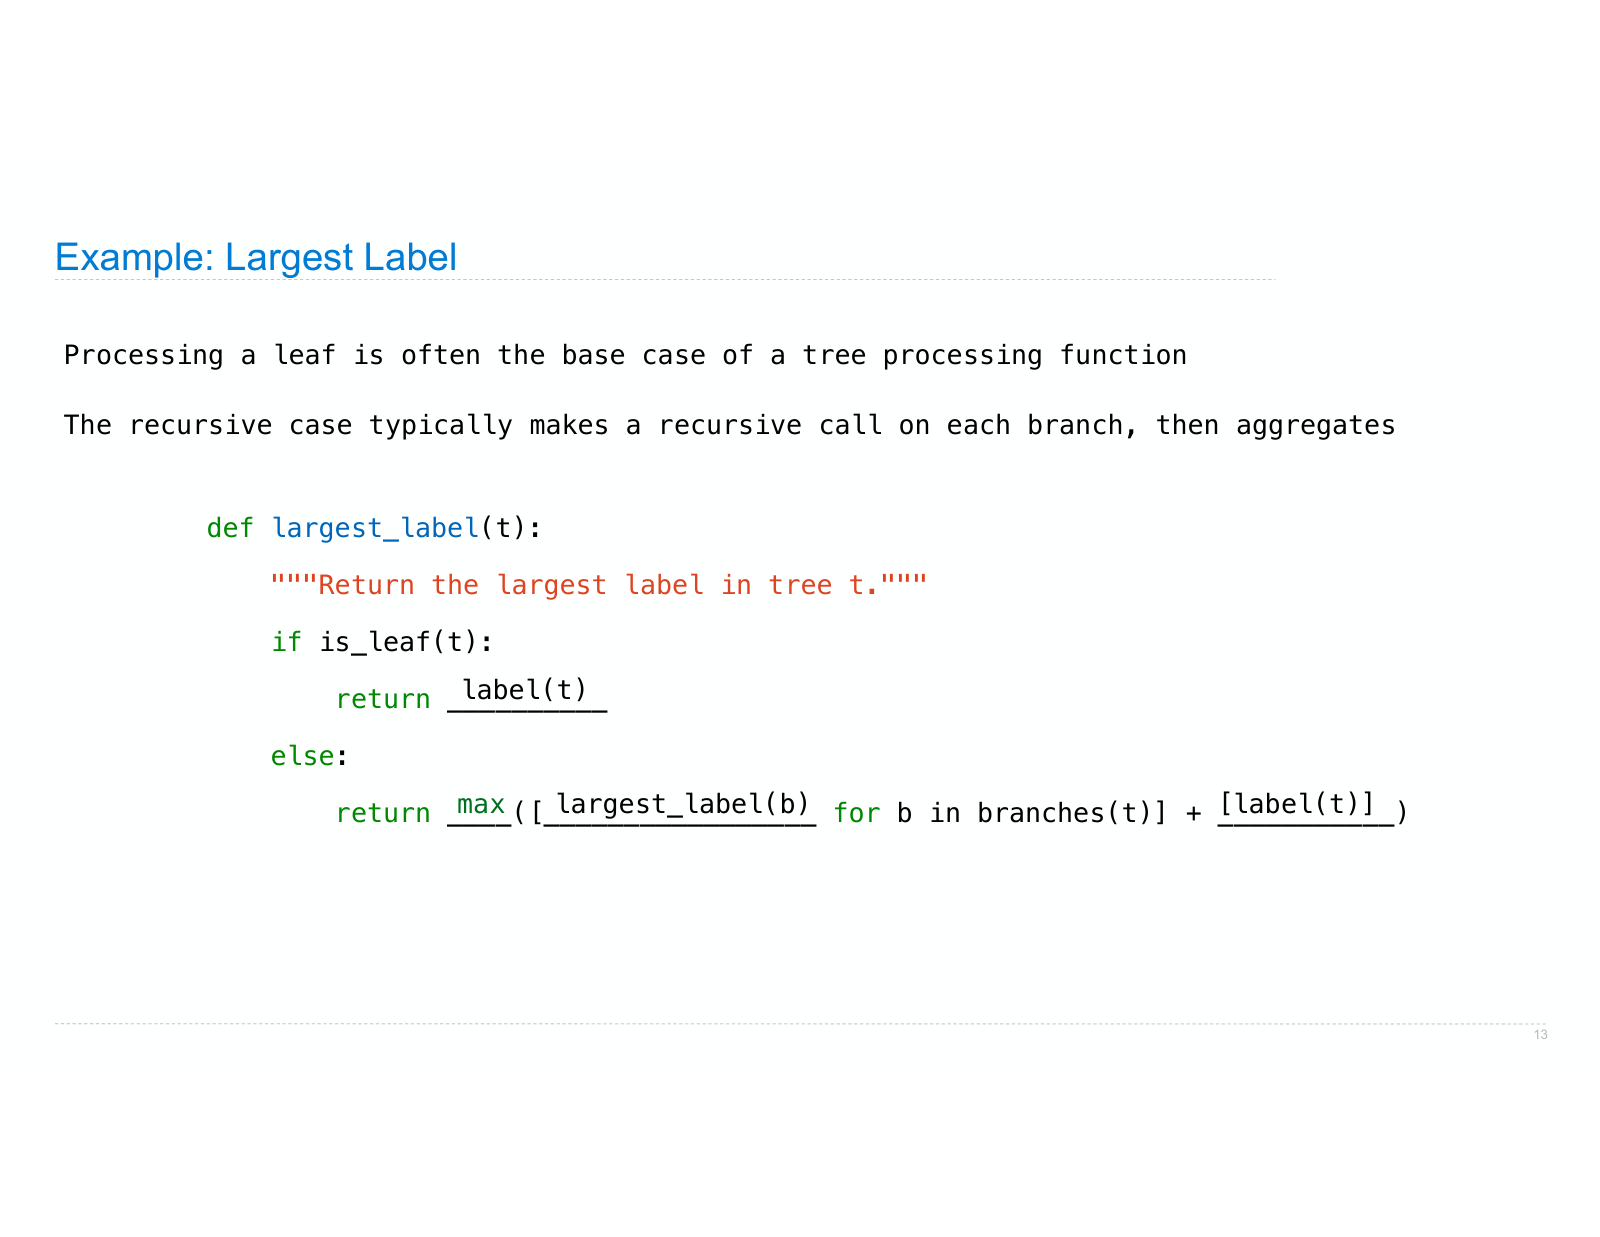 Example: Largest Label
Processing a leaf is often the base case of a tree processing function
The recursive case typically makes a recursive call on each branch, then aggregates
def largest_label(t):
    """Return the largest label in tree t."""
    if is_leaf(t):
        return label(t)
    else:
        return max([largest_label(b) for b in branches(t)] + [label(t)])
13